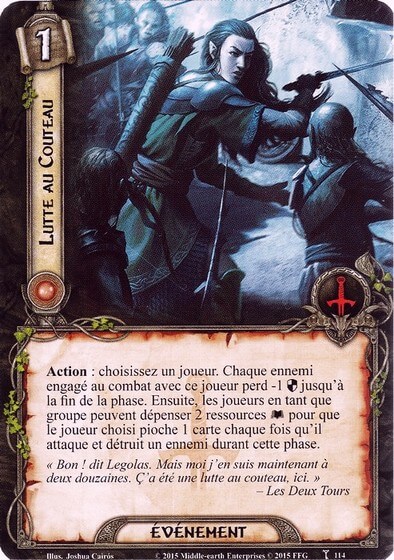 1
LUTTE AU COUTEAU
Action : choisissez un joueur. Chaque ennemi
engagé au combat avec ce joueur perd -1 jusqu'à
la fin de la phase. Ensuite, les joueurs en tant que
groupe peuvent dépenser 2 ressources pour que
le joueur choisi pioche 1 carte chaque fois qu'il
attaque et détruit un ennemi durant cette phase.
« Bon ! dit Legolas. Mais moi j'en suis maintenant à
deux douzaines. Ç'a été une lutte au couteau, ici. »
– Les Deux Tours
ÉVÉNEMENT
Illus. Joshua Cairós © 2015 Middle-earth Enterprises © 2015 FFG 114